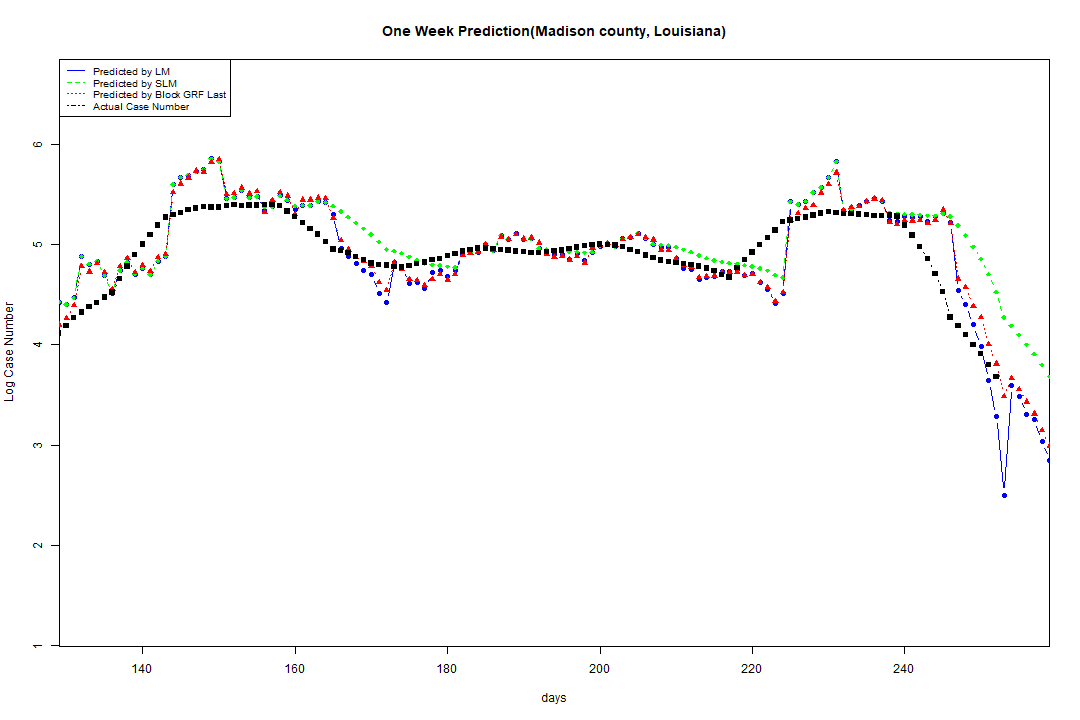 One Week Prediction(Madison county, Louisiana)
Predicted by LM
Predicted by SLM
Predicted by Block GRF Last
Actual Case Number
Log Case Number
6
5
4
3
2
1
140 160 180 200 220 240
days